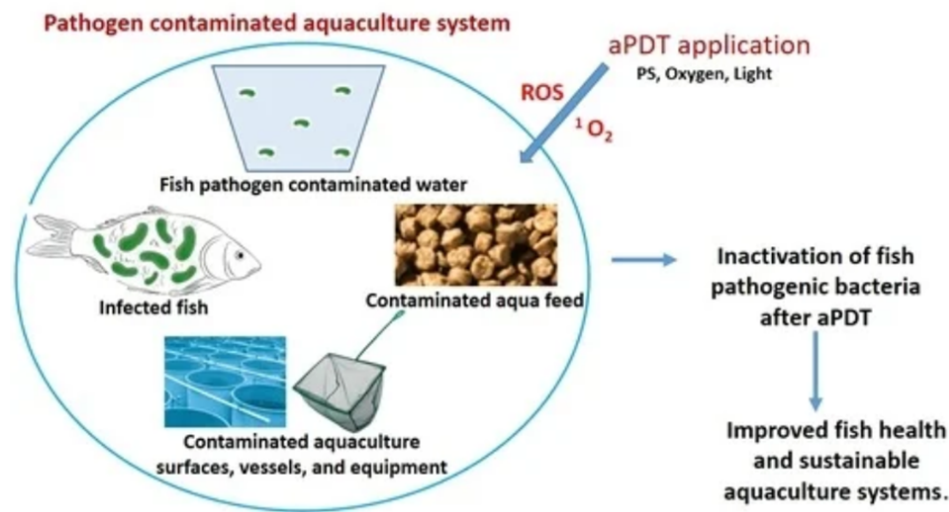 Pathogen contaminated aquaculture system
aPDT application
PS, Oxygen, Light
ROS
¹O₂
Fish pathogen contaminated water
Infected fish
Contaminated aqua feed
Contaminated aquaculture
surfaces, vessels, and equipment
Inactivation of fish
pathogenic bacteria
after aPDT
Improved fish health
and sustainable
aquaculture systems.